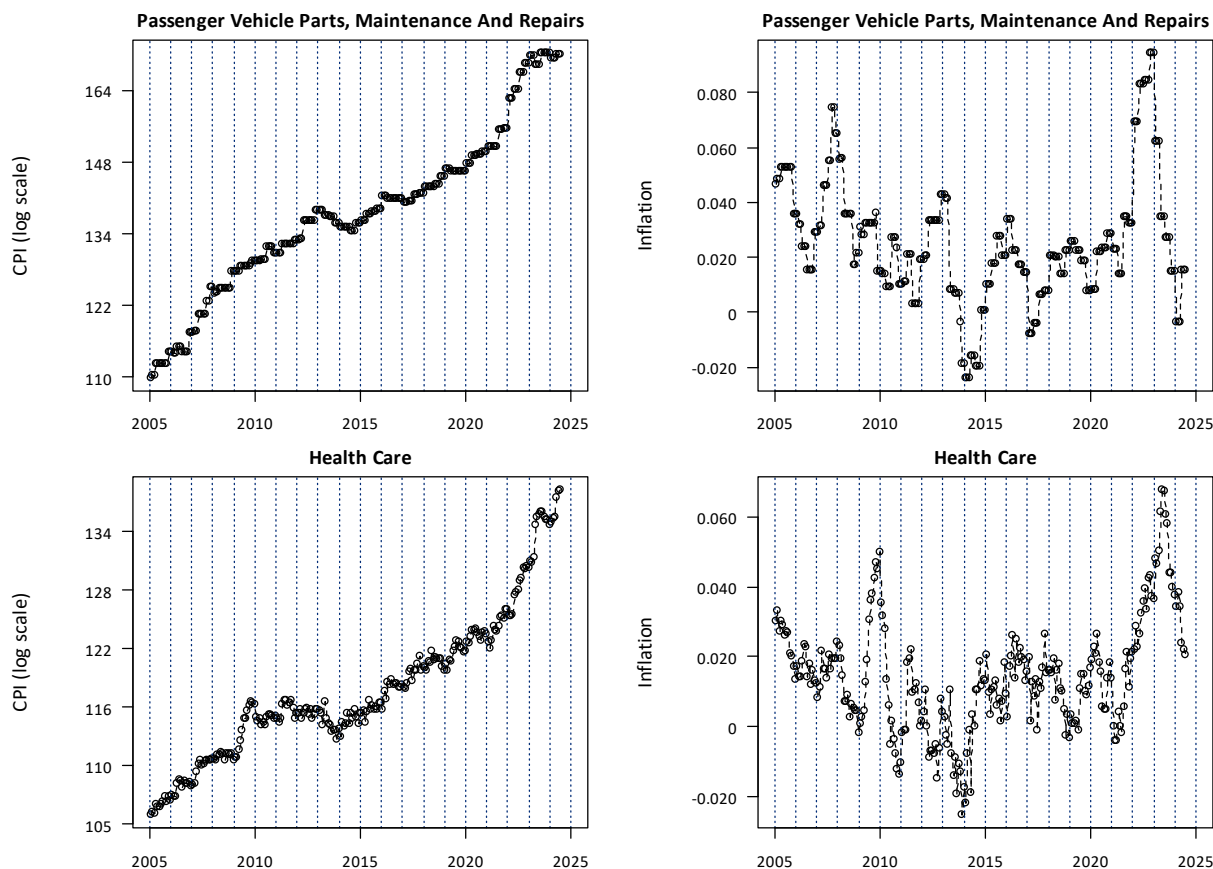 Passenger Vehicle Parts, Maintenance And Repairs
CPI (log scale)
164
148
134
122
110
2005 2010 2015 2020 2025
Passenger Vehicle Parts, Maintenance And Repairs
Inflation
0.080
0.060
0.040
0.020
0
-0.020
2005 2010 2015 2020 2025
Health Care
CPI (log scale)
134
128
122
116
110
105
2005 2010 2015 2020 2025
Health Care
Inflation
0.060
0.040
0.020
0
-0.020
2005 2010 2015 2020 2025